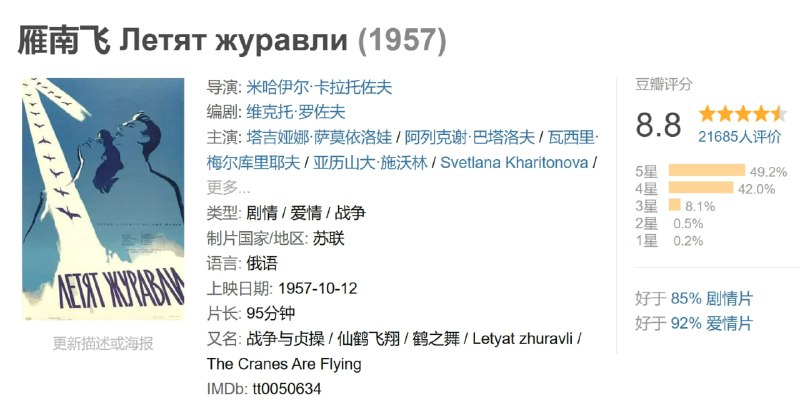 雁南飞 Летят журавли (1957)
ЛЕТЯТ ЖУРАВЛИ
更新描述或海报
导演: 米哈伊尔·卡拉托佐夫
编剧: 维克托·罗佐夫
主演: 塔吉娅娜·萨莫依洛娃 / 阿列克谢·巴塔洛夫 / 瓦西里·
梅尔库里耶夫 / 亚历山大·施沃林 / Svetlana Kharitonova /
更多...
类型: 剧情 / 爱情 / 战争
制片国家/地区: 苏联
语言: 俄语
上映日期: 1957-10-12
片长: 95分钟
又名: 战争与贞操 / 仙鹤飞翔 / 鹤之舞 / Letyat zhuravli /
The Cranes Are Flying
IMDb: tt0050634
豆瓣评分
8.8
21685人评价
5星 49.2%
4星 42.0%
3星 8.1%
2星 0.5%
1星 0.2%
好于 85% 剧情片
好于 92% 爱情片